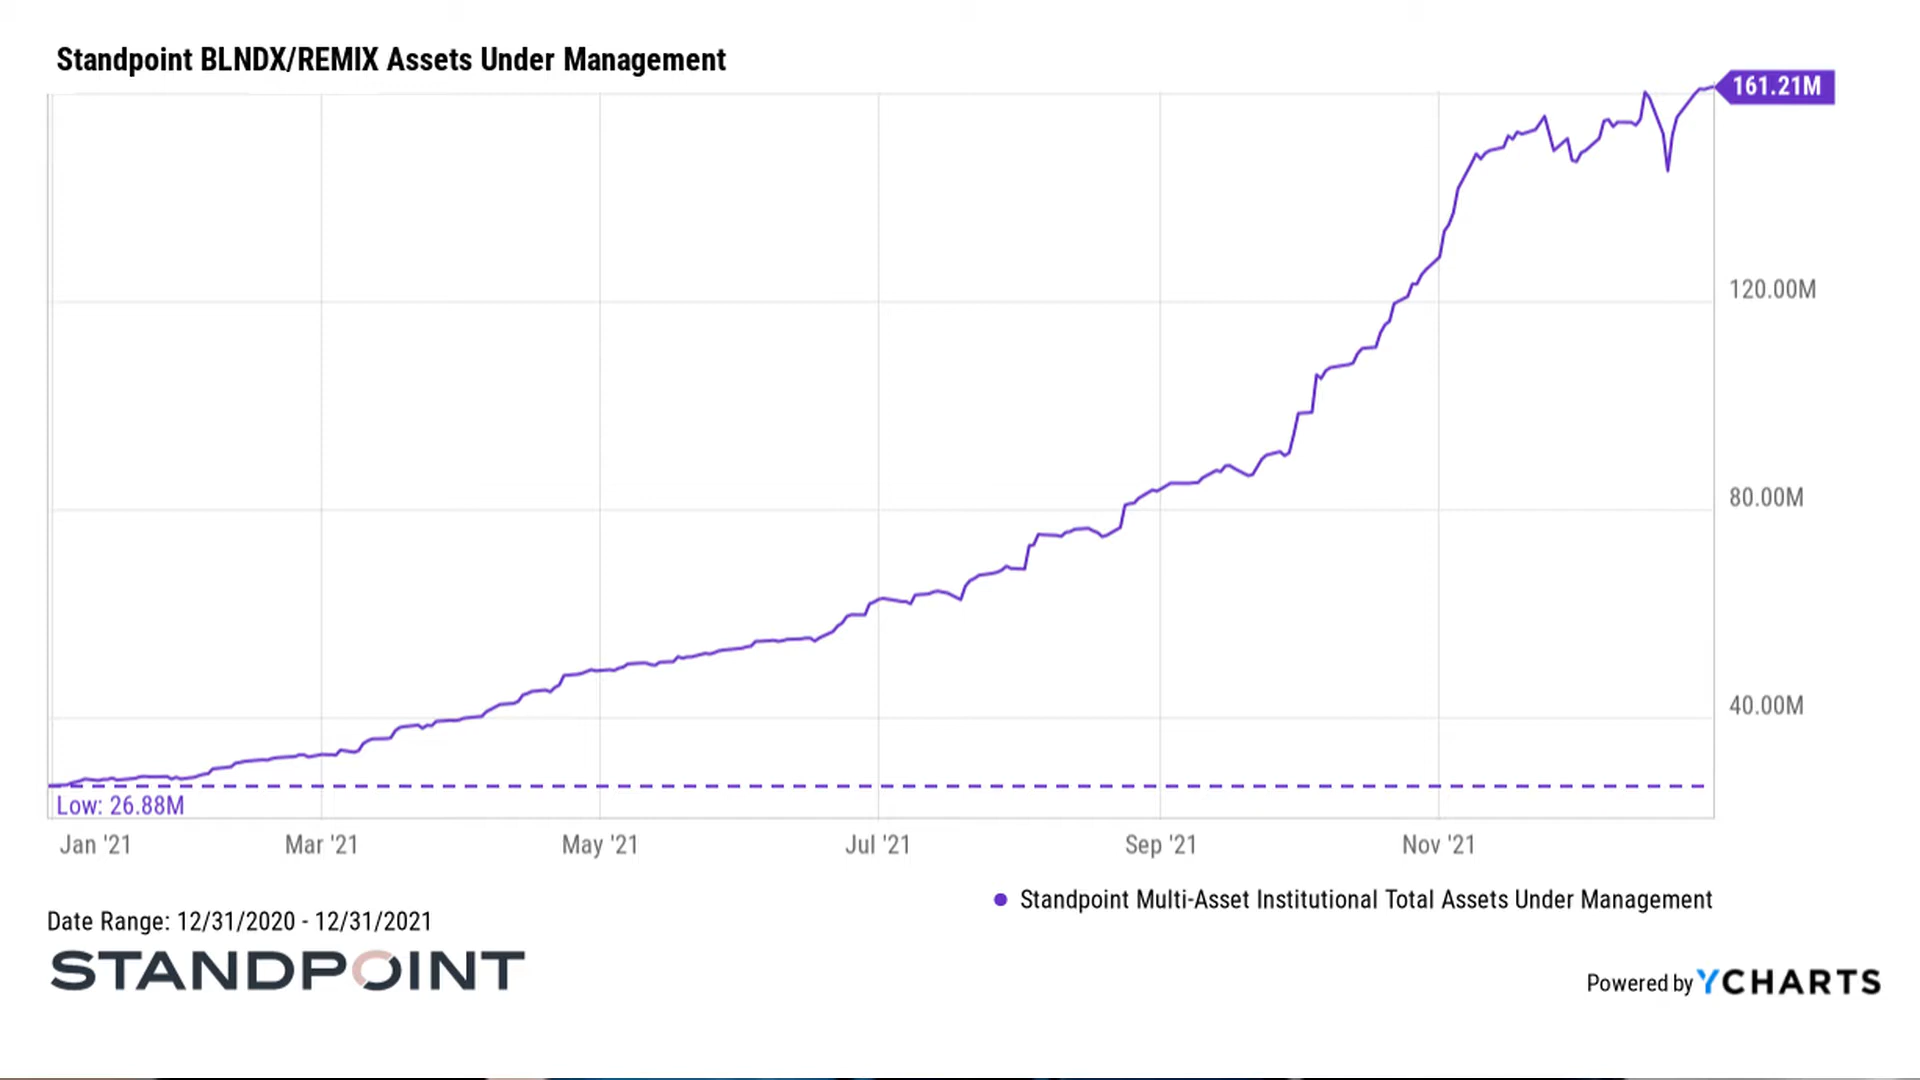 Standpoint BLNDX/REMIX Assets Under Management
161.21M
120.00M
80.00M
40.00M
Low: 26.88M
Jan '21 Mar '21 May '21 Jul '21 Sep '21 Nov '21
Standpoint Multi-Asset Institutional Total Assets Under Management
Date Range: 12/31/2020 - 12/31/2021
STANDPOINT
Powered by YCHARTS